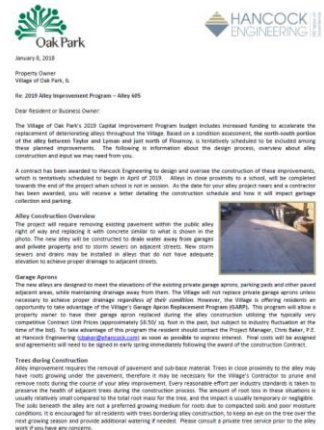 Oak Park
HANCOCK
ENGINEERING
January 8, 2018
Property Owner
Village of Oak Park, IL
Re: 2019 Alley Improvement Program – Alley 605
Dear Resident or Business Owner:
The Village of Oak Park's 2019 Capital Improvement Program budget includes increased funding to accelerate the
replacement of deteriorating alleys throughout the Village. Based on a condition assessment, the north-south portion
of the alley between Taylor and Lyman and just north of Flournoy, is tentatively scheduled to be included among
these planned improvements. The following is information about the design process, overview about alley
construction and input we may need from you.
A contract has been awarded to Hancock Engineering to design and oversee the construction of these improvements,
which is tentatively scheduled to begin in April of 2019. Alleys in close proximity to a school, will be completed
towards the end of the project when school is not in session. As the date for your alley project nears and a contractor
has been awarded, you will receive a letter detailing the construction schedule and how it will impact garbage
collection and parking.
Alley Construction Overview
The project will require removing existing pavement within the public alley
right of way and replacing it with concrete similar to what is shown in the
photo. The new alley will be constructed to drain water away from garages
and private property and to storm sewers on adjacent streets. New storm
sewers and drains may be installed in alleys that do not have adequate
elevation to achieve proper drainage to adjacent streets.
Garage Aprons
The new alleys are designed to meet the elevations of the existing private garage aprons, parking pads and other paved
adjacent areas, while maintaining drainage away from them. The Village will not replace private garage aprons unless
necessary to achieve proper drainage regardless of their condition. However, the Village is offering residents an
opportunity to take advantage of the Village's Garage Apron Replacement Program (GARP). This program will allow a
property owner to have their garage apron replaced during the alley construction utilizing the typically very
competitive Contract Unit Prices (approximately $8.50/ sq. foot in the past, but subject to industry fluctuation at the
time of the bid). To take advantage of this program the resident should contact the Project Manager, Chris Baker, P.E.
at Hancock Engineering (cbaker@ehancock.com) as soon as possible to express interest. Final costs will be assigned
and agreements will need to be signed in early spring immediately following the award of the construction Contract.
Trees during Construction
Alley improvement requires the removal of pavement and sub-base material. Trees in close proximity to the alley may
have roots growing under the pavement, therefore it may be necessary for the Village's Contractor to prune and
remove roots during the course of your alley improvement. Every reasonable effort per industry standards is taken to
preserve the health of adjacent trees during the construction process. The amount of root loss in these situations is
usually relatively small compared to the total root mass for the tree, and the impact is usually temporary or negligible.
The soils beneath the alley are not a preferred growing medium for roots due to compacted soils and poor moisture
conditions. It is encouraged for all residents with trees bordering alley construction, to keep an eye on the tree over the
next growing season and provide additional watering if needed. Please consult a private tree service prior to the alley
work if you have any concerns.